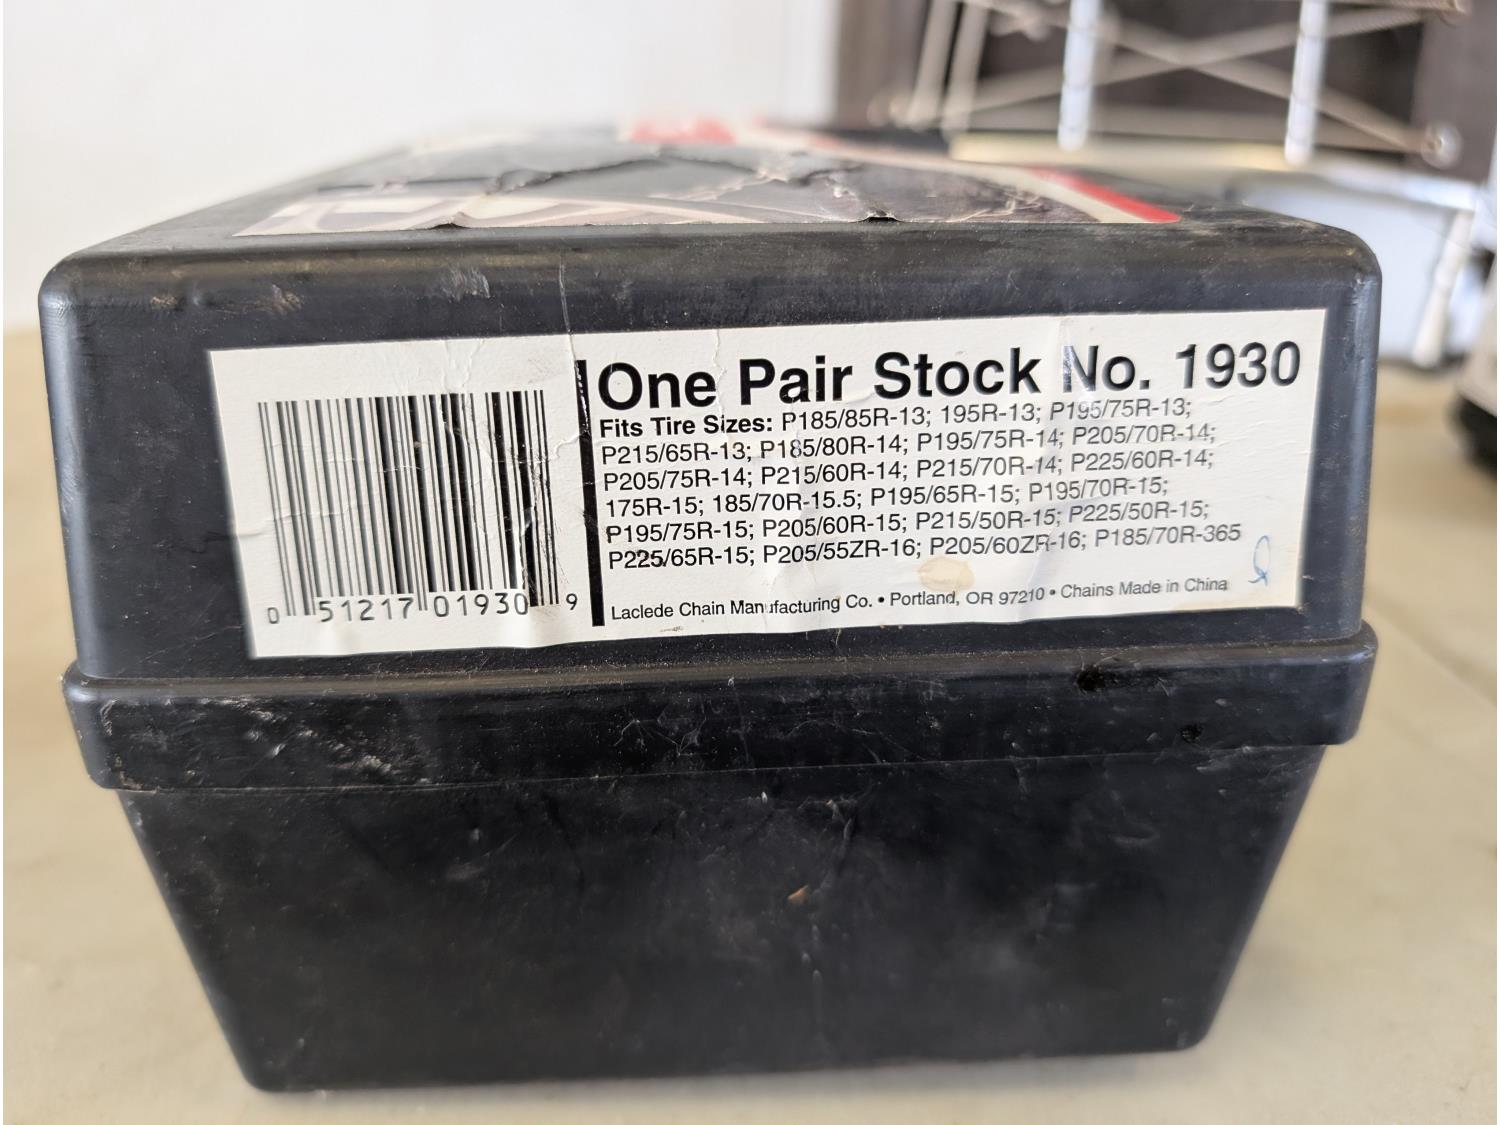 One Pair Stock No. 1930
Fits Tire Sizes: P185/85R-13; 195R-13; P195/75R-13;
P215/65R-13; P185/80R-14; P195/75R-14; P205/70R-14;
P205/75R-14; P215/60R-14; P215/70R-14; P225/60R-14;
175R-15; 185/70R-15.5; P195/65R-15; P195/70R-15;
P195/75R-15; P205/60R-15; P215/50R-15; P225/50R-15;
P225/65R-15; P205/55ZR-16; P205/60ZR-16; P185/70R-365
Laclede Chain Manufacturing Co. • Portland, OR 97210 • Chains Made in China
0 51217 01930 9